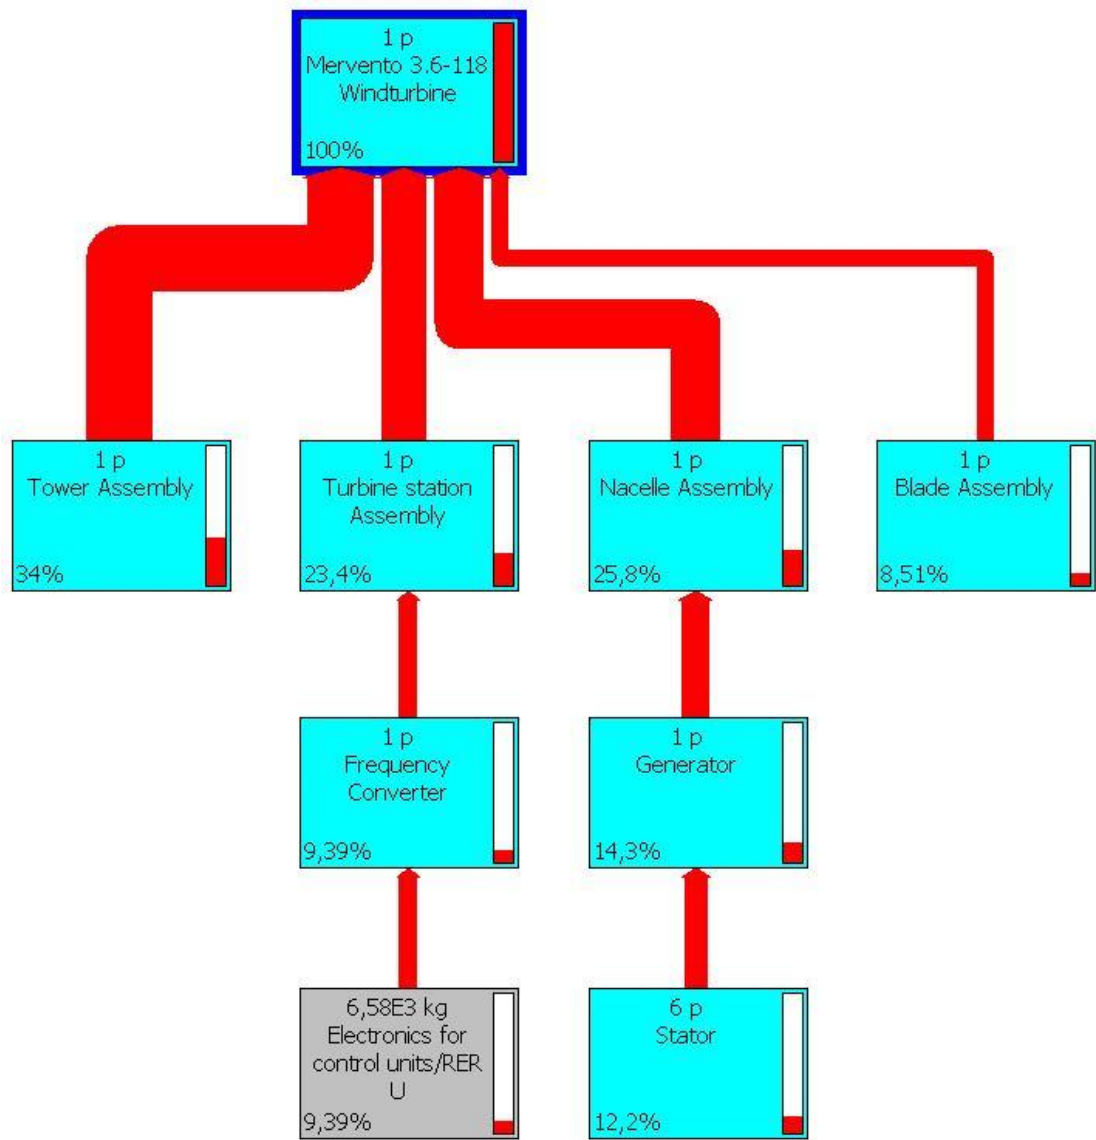 1 p
Mervento 3.6-118
Windturbine
100%
1 p
Tower Assembly
34%
1 p
Turbine station
Assembly
23,4%
1 p
Nacelle Assembly
25,8%
1 p
Blade Assembly
8,51%
1 p
Frequency
Converter
9,39%
1 p
Generator
14,3%
6,58E3 kg
Electronics for
control units/RER
U
9,39%
6 p
Stator
12,2%